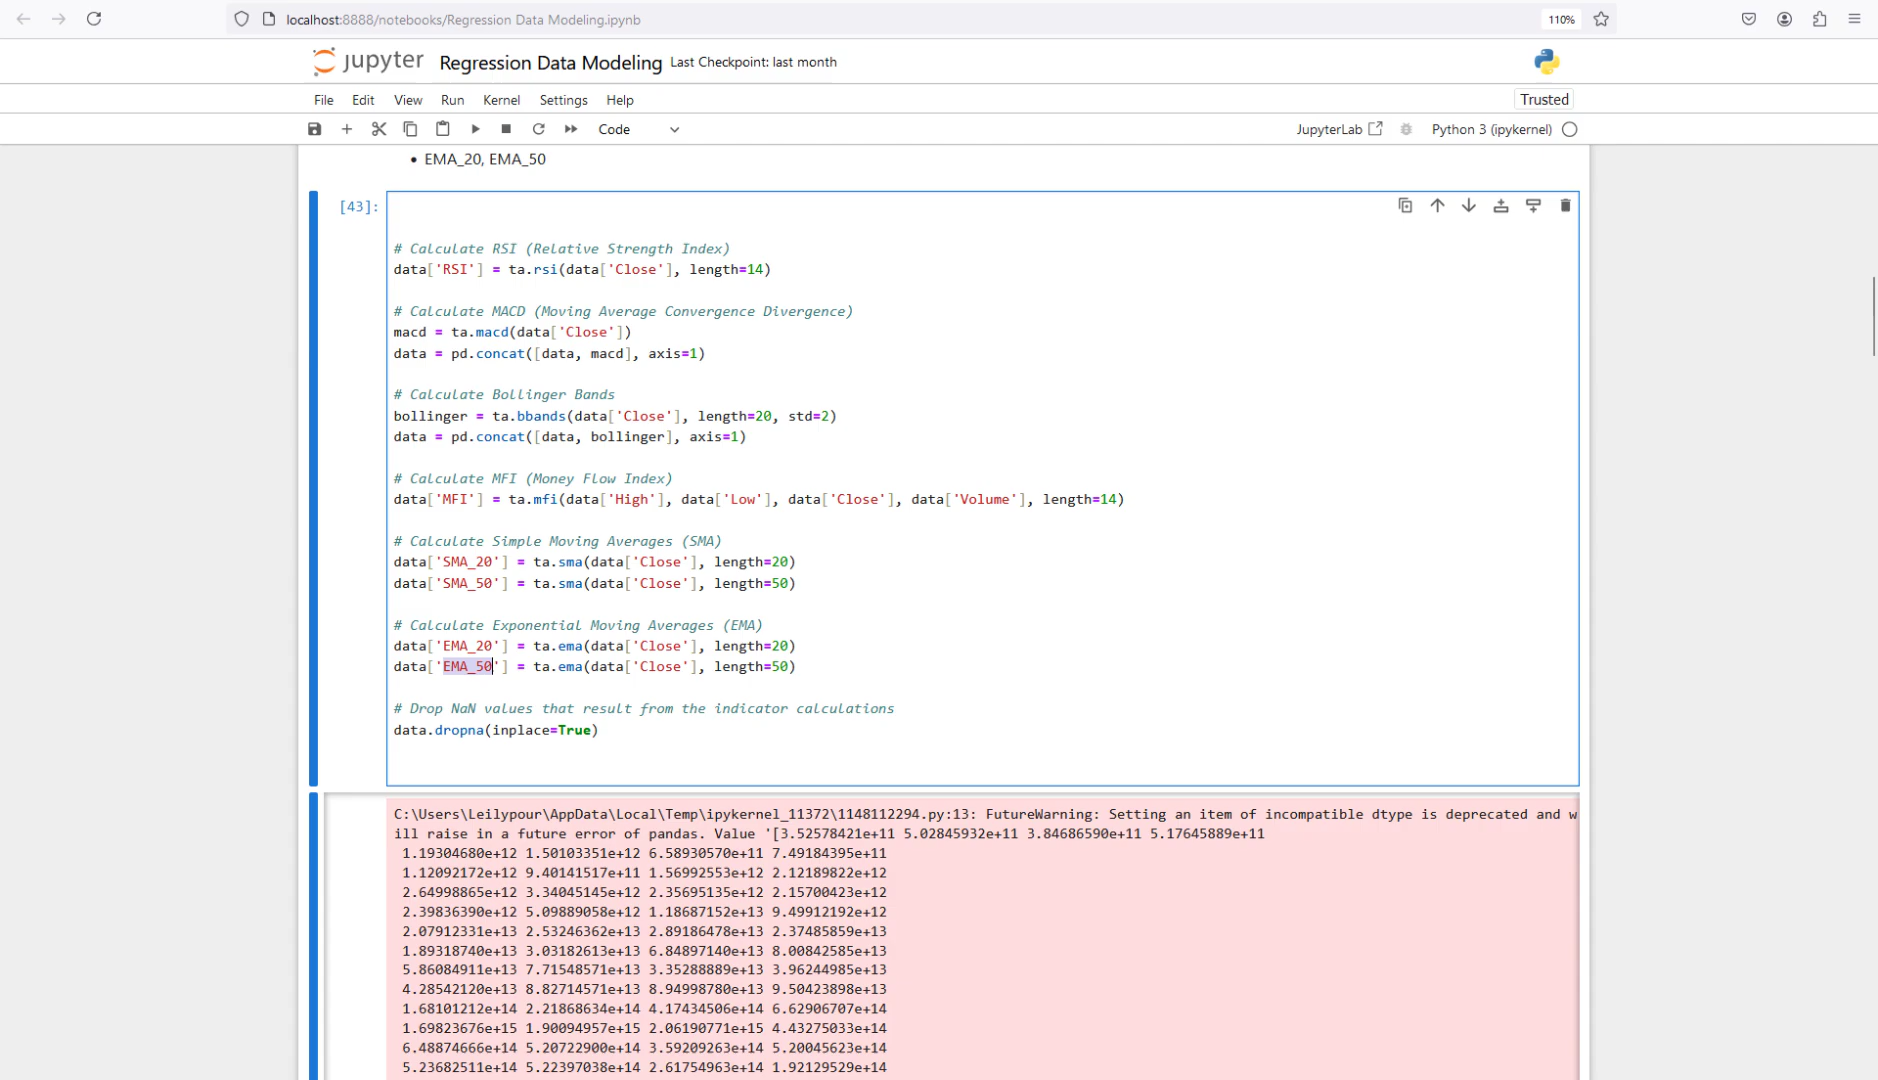 localhost:8888/notebooks/Regression Data Modeling.ipynb
110%
jupyter
Regression Data Modeling
Last Checkpoint: last month
File Edit View Run Kernel Settings Help
Trusted
Code
JupyterLab
Python 3 (ipykernel)
• EMA_20, EMA_50
[43]:
# Calculate RSI (Relative Strength Index)
data['RSI'] = ta.rsi(data['Close'], length=14)
# Calculate MACD (Moving Average Convergence Divergence)
macd = ta.macd(data['Close'])
data = pd.concat([data, macd], axis=1)
# Calculate Bollinger Bands
bollinger = ta.bbands(data['Close'], length=20, std=2)
data = pd.concat([data, bollinger], axis=1)
# Calculate MFI (Money Flow Index)
data['MFI'] = ta.mfi(data['High'], data['Low'], data['Close'], data['Volume'], length=14)
# Calculate Simple Moving Averages (SMA)
data['SMA_20'] = ta.sma(data['Close'], length=20)
data['SMA_50'] = ta.sma(data['Close'], length=50)
# Calculate Exponential Moving Averages (EMA)
data['EMA_20'] = ta.ema(data['Close'], length=20)
data['EMA_50'] = ta.ema(data['Close'], length=50)
# Drop NaN values that result from the indicator calculations
data.dropna(inplace=True)
C:\Users\Leilypour\AppData\Local\Temp\ipykernel_11372\1148112294.py:13: FutureWarning: Setting an item of incompatible dtype is deprecated and w
ill raise in a future error of pandas. Value '[3.52578421e+11 5.02845932e+11 3.84686590e+11 5.17645889e+11
1.19304680e+12 1.50103351e+12 6.58930570e+11 7.49184395e+11
1.12092172e+12 9.40141517e+11 1.56992553e+12 2.12189822e+12
2.64998865e+12 3.34045145e+12 2.35695135e+12 2.15700423e+12
2.39836390e+12 5.09889058e+12 1.18687152e+13 9.49912192e+12
2.07912331e+13 2.53246362e+13 2.89186478e+13 2.37485859e+13
1.89318740e+13 3.03182613e+13 6.84897140e+13 8.00842585e+13
5.86084911e+13 7.71548571e+13 3.35288889e+13 3.96244985e+13
4.28542120e+13 8.82714571e+13 8.94998780e+13 9.50423898e+13
1.68101212e+14 2.21868634e+14 4.17434506e+14 6.62906707e+14
1.69823676e+15 1.90094957e+15 2.06190771e+15 4.43275033e+14
6.48874666e+14 5.20722900e+14 3.59209263e+14 5.20045623e+14
5.23682511e+14 5.22397038e+14 2.61754963e+14 1.92129529e+14